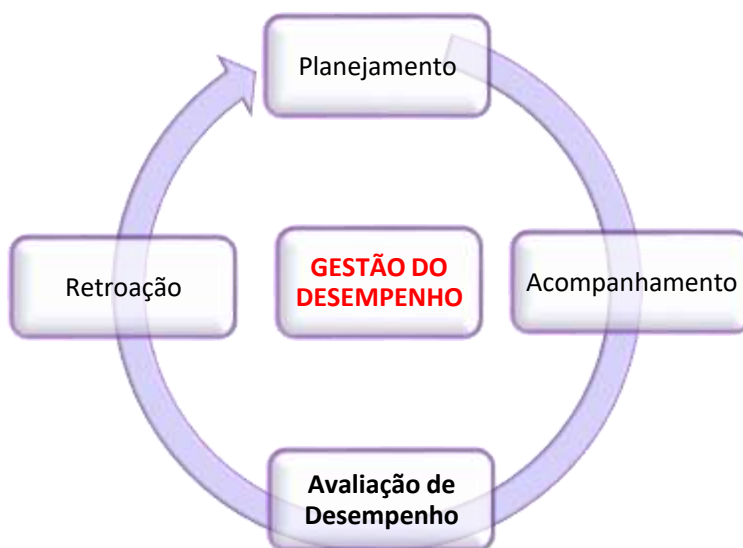 Planejamento
Retroação
GESTÃO DO
DESEMPENHO
Acompanhamento
Avaliação de
Desempenho